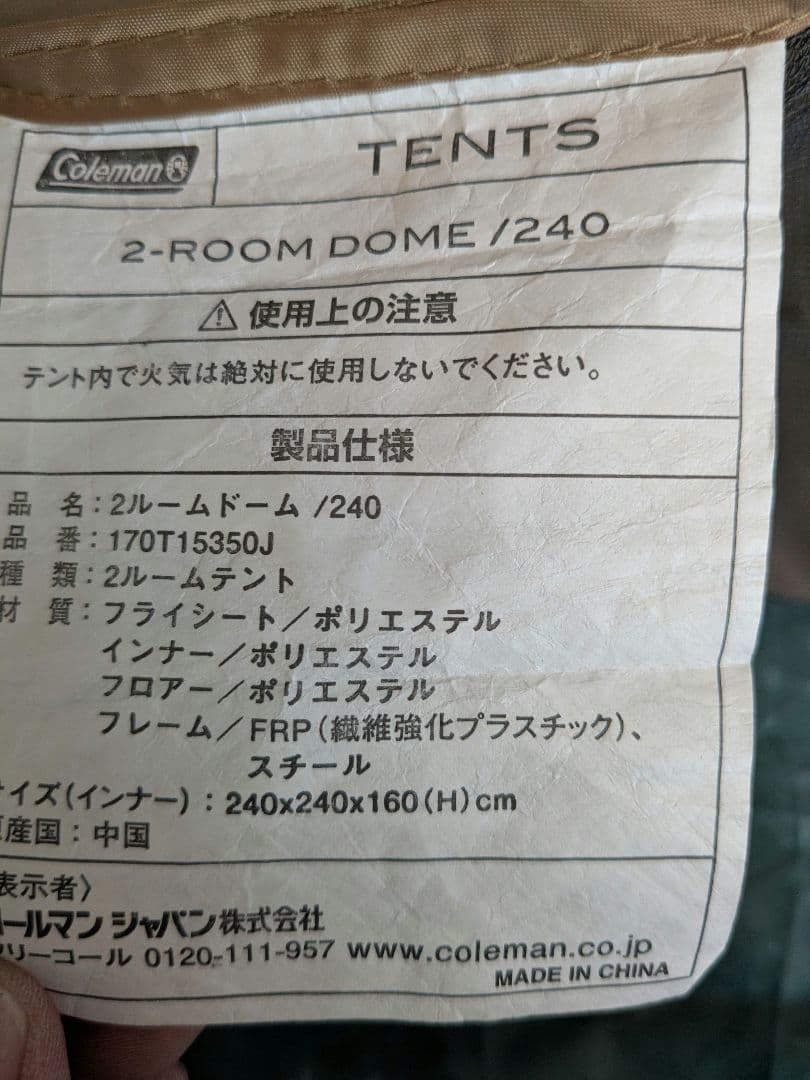 Coleman
TENTS
2-ROOM DOME /240
使用上の注意
テント内で火気は絶対に使用しないでください。
製品仕様
品 名：2ルームドーム /240
品 番：170T15350J
種 類：2ルームテント
材 質：フライシート／ポリエステル
インナー／ポリエステル
フロアー／ポリエステル
フレーム／FRP（繊維強化プラスチック）、
スチール
イズ（インナー）：240x240x160(H)cm
産国：中国
表示者〉
ールマン ジャパン株式会社
リーコール 0120-111-957 www.coleman.co.jp
MADE IN CHINA